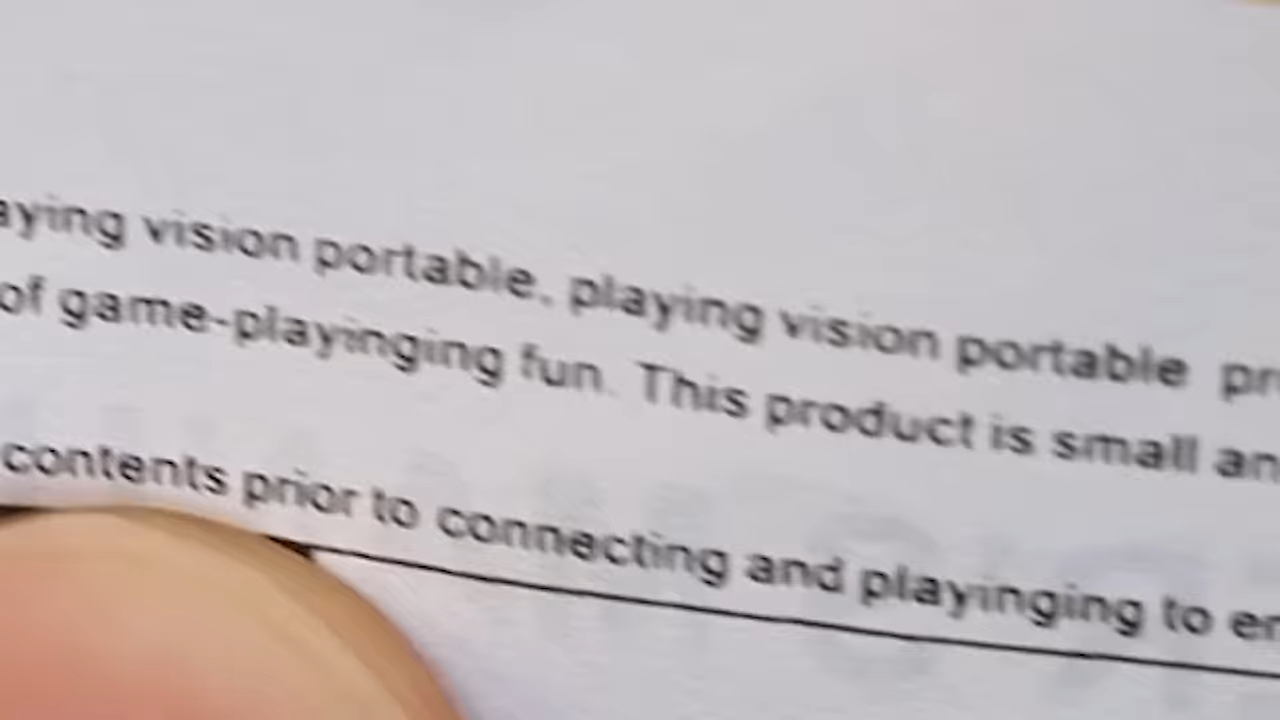 aying vision portable, playing vision portable pr
of game-playinging fun. This product is small an
contents prior to connecting and playinging to en